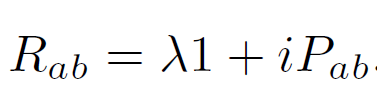 R_{ab} = λ1 + iP_{ab}.